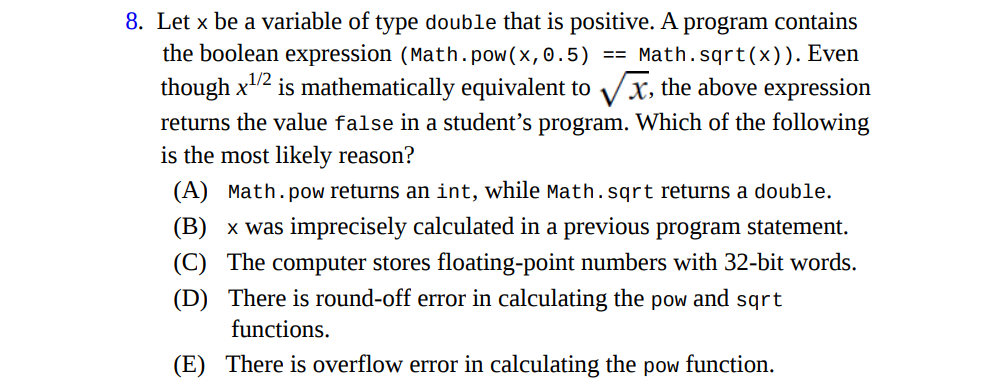 8. Let x be a variable of type double that is positive. A program contains
the boolean expression (Math.pow(x,0.5) == Math.sqrt(x)). Even
though x^1/2 is mathematically equivalent to √x, the above expression
returns the value false in a student’s program. Which of the following
is the most likely reason?
(A) Math.pow returns an int, while Math.sqrt returns a double.
(B) x was imprecisely calculated in a previous program statement.
(C) The computer stores floating-point numbers with 32-bit words.
(D) There is round-off error in calculating the pow and sqrt
functions.
(E) There is overflow error in calculating the pow function.